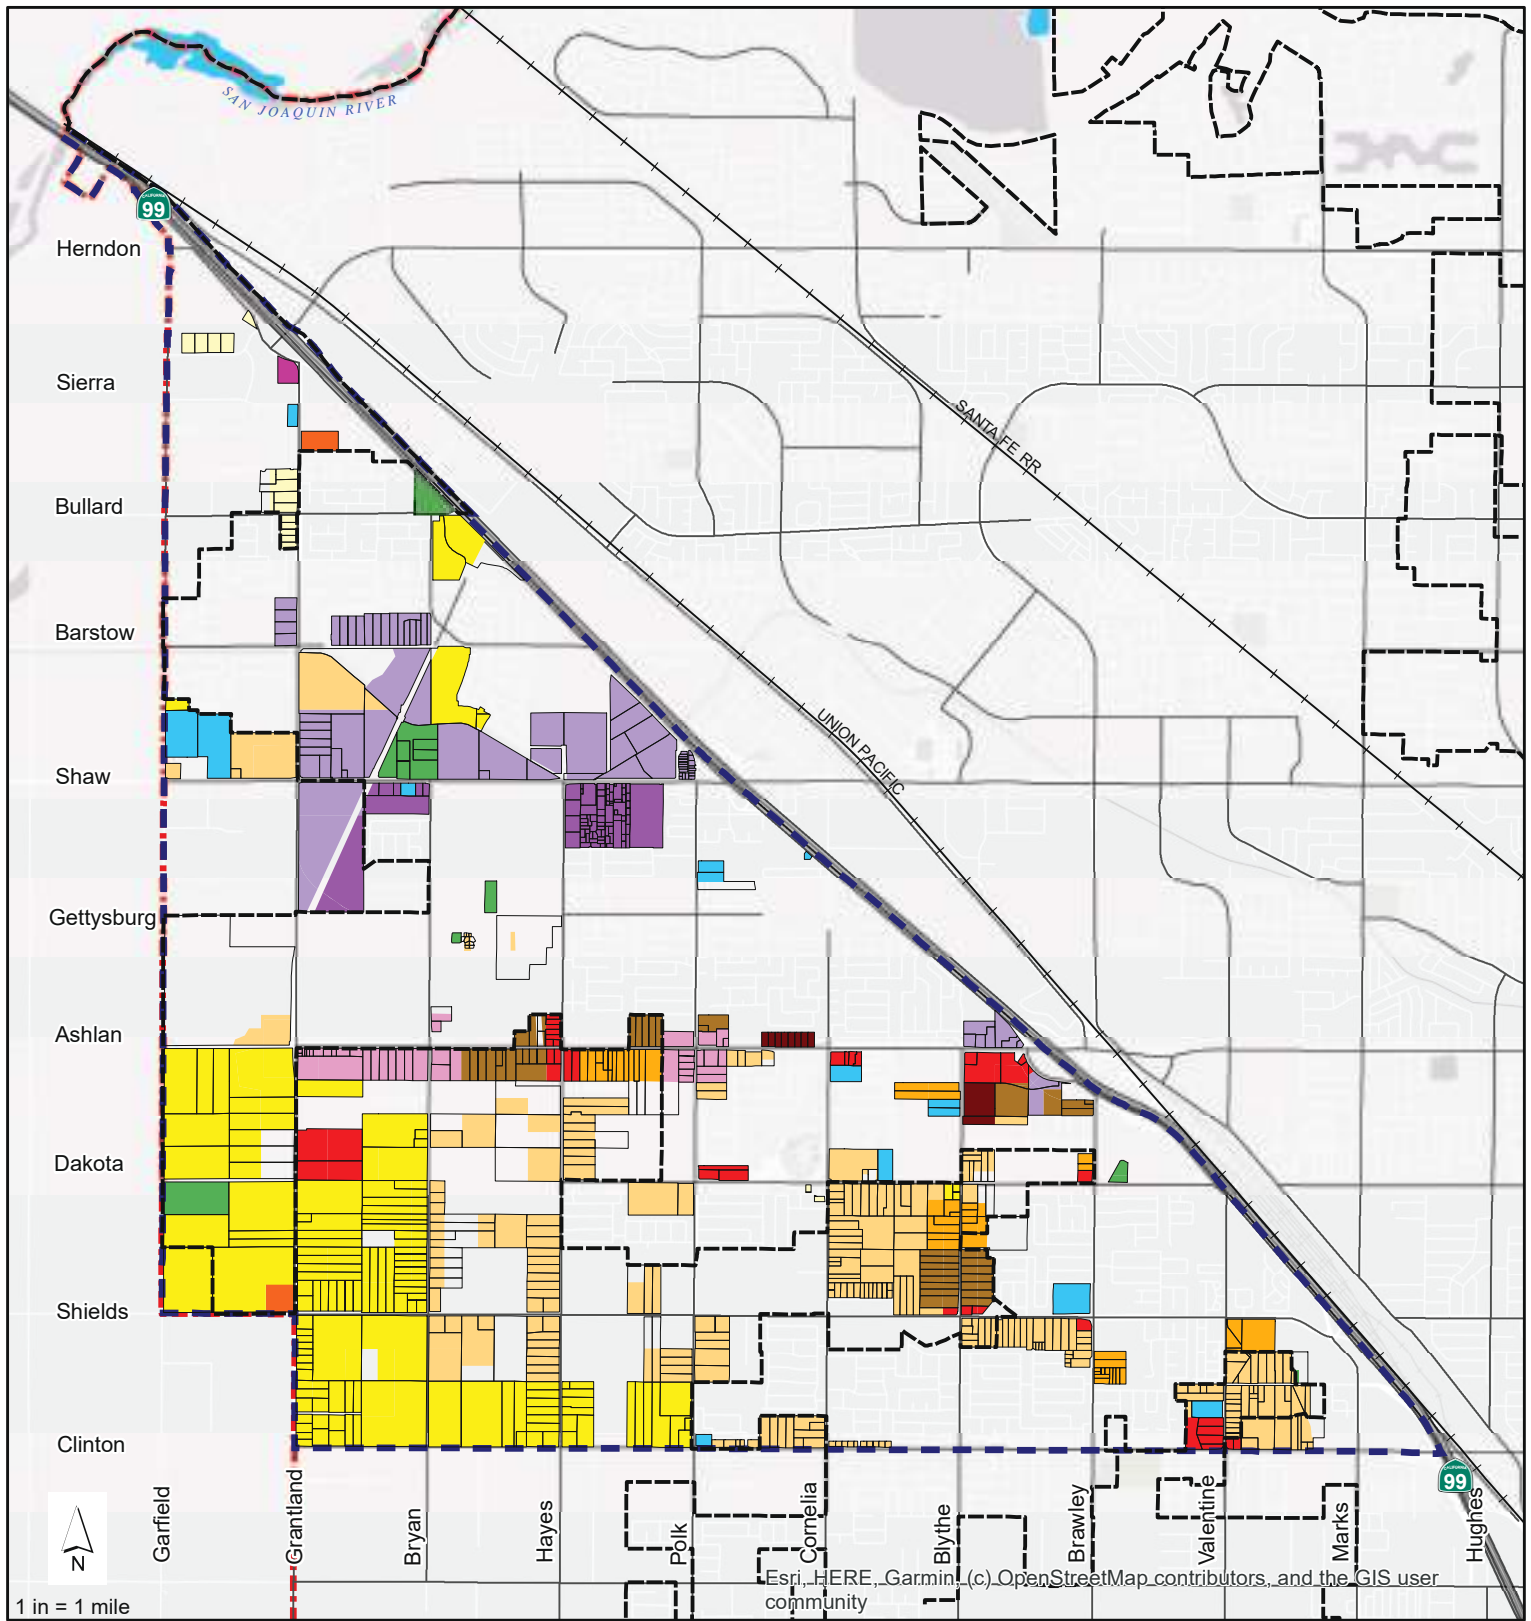 SAN JOAQUIN RIVER
CALIFORNIA
99
Herndon
Sierra
SANTA FE RR
Bullard
Barstow
UNION PACIFIC
Shaw
Gettysburg
Ashlan
Dakota
Shields
Clinton
CALIFORNIA
99
Garfield
Grantland
Bryan
Hayes
Polk
Cornelia
Blythe
Brawley
Valentine
Marks
Hughes
N
Esri, HERE, Garmin, (c) OpenStreetMap contributors, and the GIS user
community
1 in = 1 mile